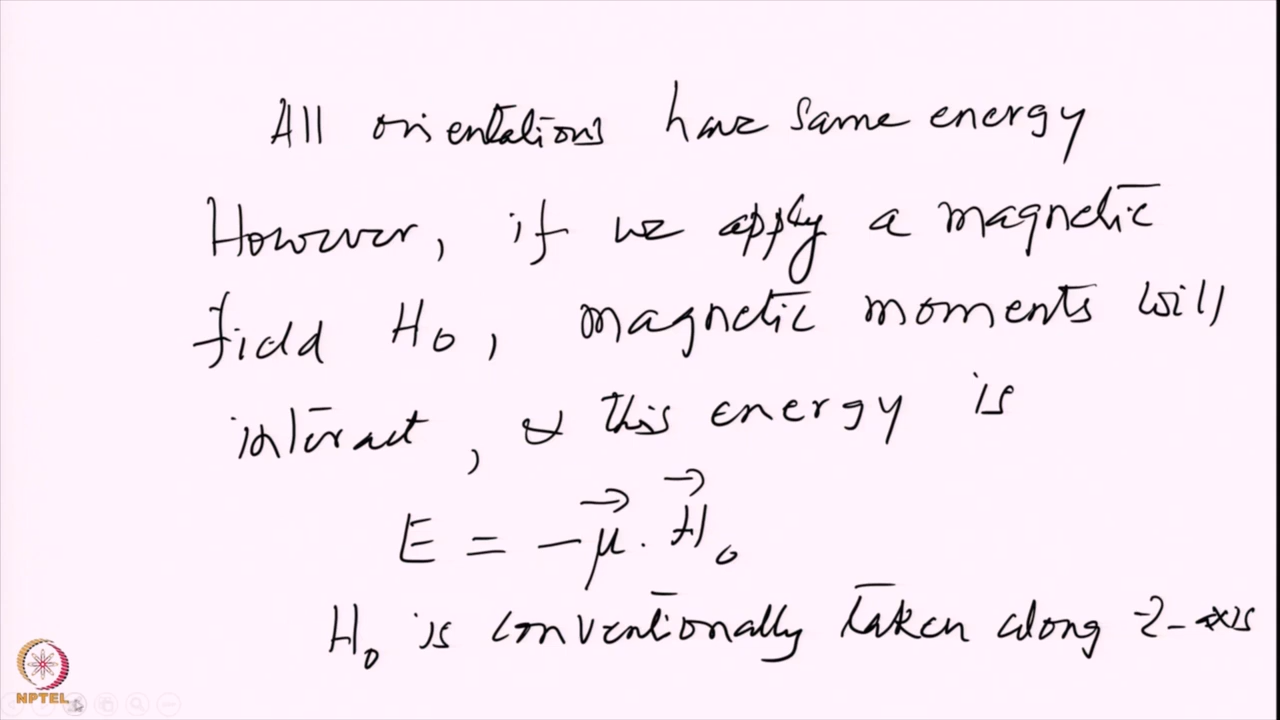 All orientations have same energy
However, if we apply a magnetic
field H₀, magnetic moments will
interact, & this energy is
E = -μ⃗ . H⃗₀
H₀ is conventionally taken along z-axis
NPTEL